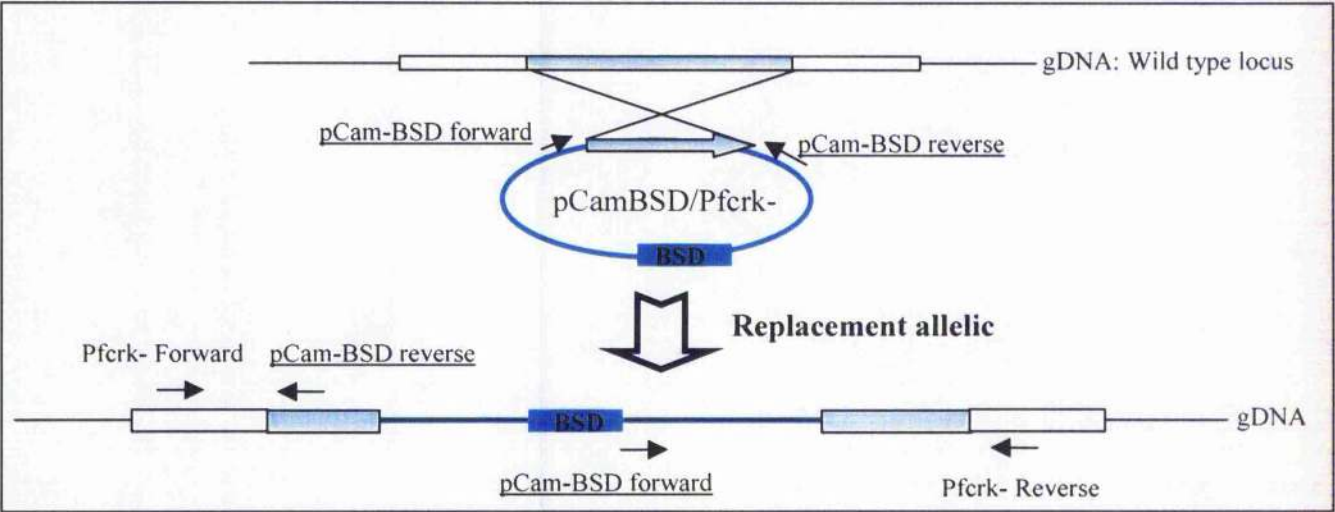 gDNA: Wild type locus
pCam-BSD forward
pCam-BSD reverse
pCamBSD/Pfcrk-
BSD
Replacement allelic
Pfcrk- Forward
pCam-BSD reverse
BSD
gDNA
pCam-BSD forward
Pfcrk- Reverse